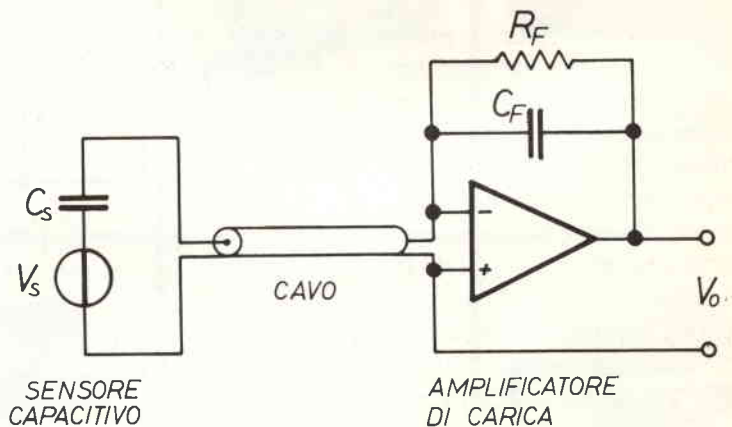 R_F
C_F
C_s
V_s
CAVO
-
+
V_o
SENSORE
CAPACITIVO
AMPLIFICATORE
DI CARICA